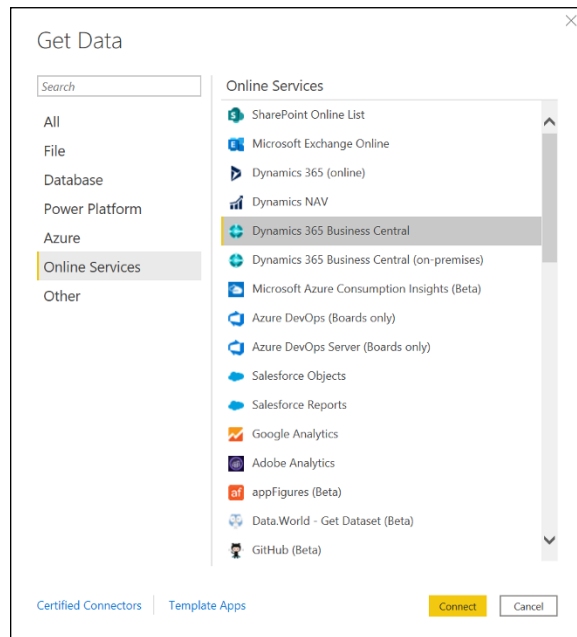 Get Data
Search
All
File
Database
Power Platform
Azure
Online Services
Other
Online Services
SharePoint Online List
Microsoft Exchange Online
Dynamics 365 (online)
Dynamics NAV
Dynamics 365 Business Central
Dynamics 365 Business Central (on-premises)
Microsoft Azure Consumption Insights (Beta)
Azure DevOps (Boards only)
Azure DevOps Server (Boards only)
Salesforce Objects
Salesforce Reports
Google Analytics
Adobe Analytics
af appFigures (Beta)
Data.World - Get Dataset (Beta)
GitHub (Beta)
Certified Connectors Template Apps Connect Cancel